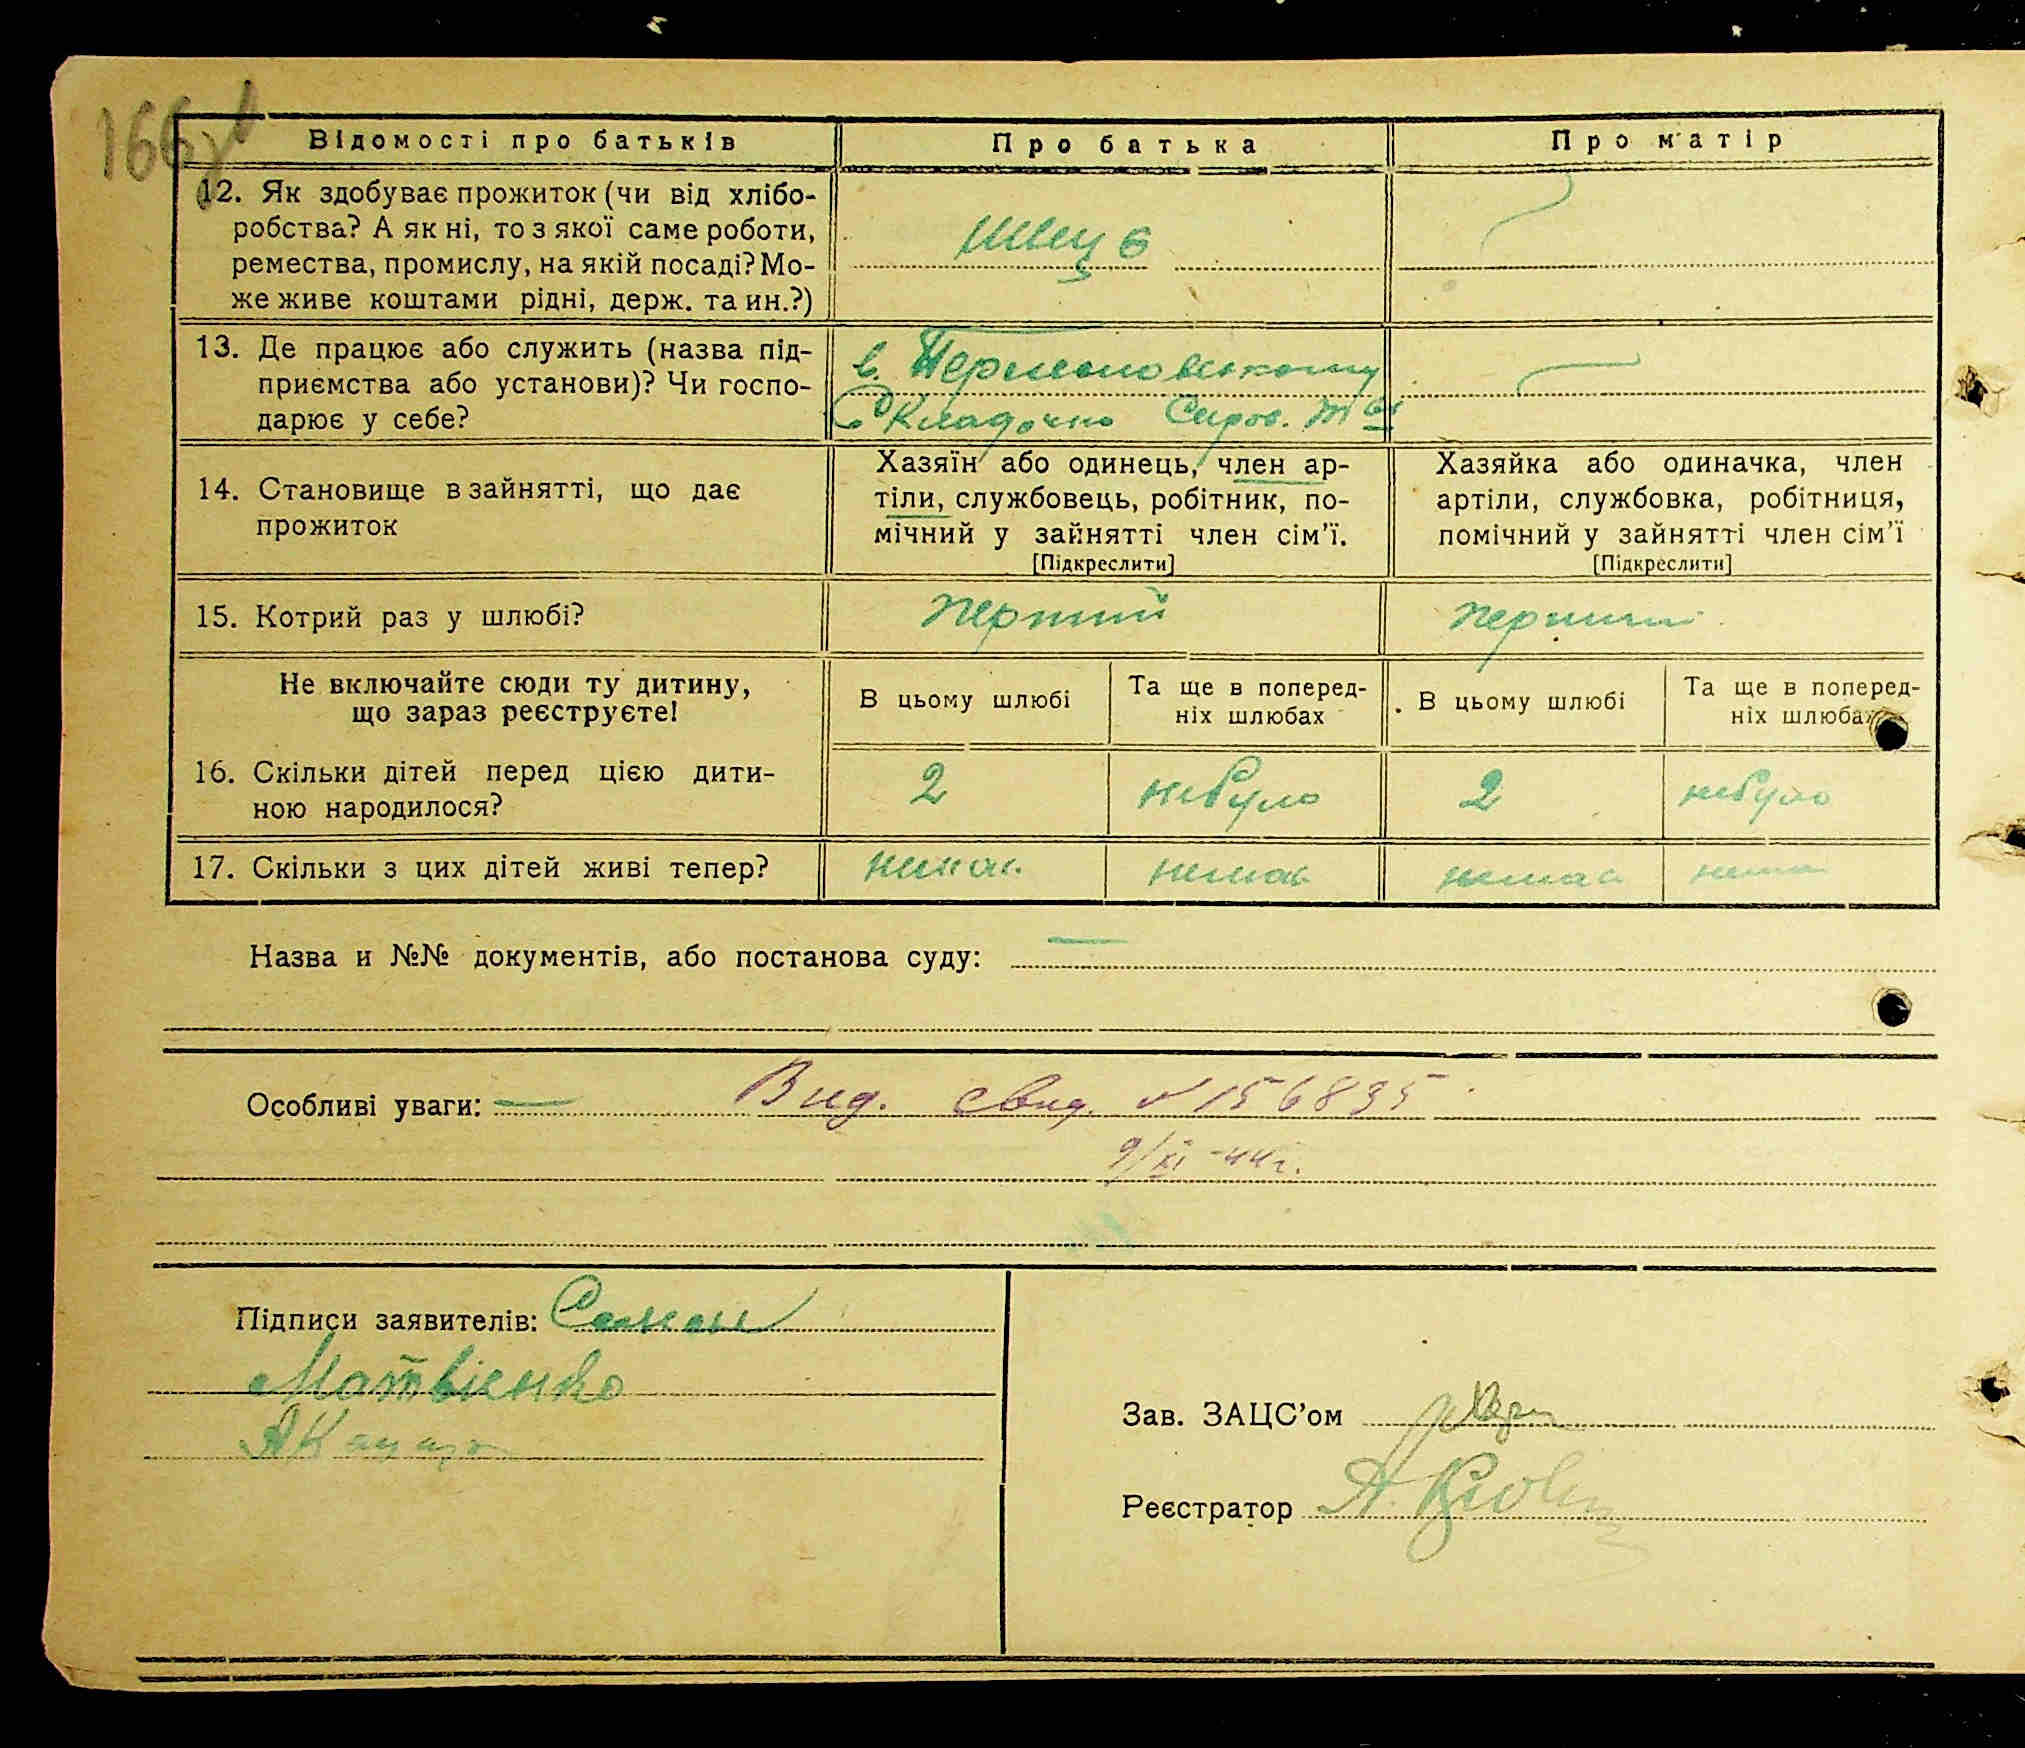 166
Відомості про батьків
Про батька
Про матір
12. Як здобуває прожиток (чи від хлібо-
робства? А як ні, то з якої саме роботи,
ремества, промислу, на якій посаді? Мо-
же живе коштами рідні, держ. та ин.?)
Швець
13. Де працює або служить (назва під-
приємства або установи)? Чи госпо-
дарює у себе?
в.
14. Становище в зайнятті, що дає
прожиток
Хазяїн або одинець, член ар-
тіли, службовець, робітник, по-
мічний у зайнятті член сім'ї.
[Підкреслити]
Хазяйка або одиначка, член
артіли, службовка, робітниця,
помічний у зайнятті член сім'ї
[Підкреслити]
15. Котрий раз у шлюбі?
перший
перший
Не включайте сюди ту дитину,
що зараз реєструєте!
В цьому шлюбі
Та ще в поперед-
ніх шлюбах
В цьому шлюбі
Та ще в поперед-
ніх шлюбах
16. Скільки дітей перед цією дити-
ною народилося?
2
небуло
2
небуло
17. Скільки з цих дітей живі тепер?
немає
немає
немає
нема
Назва и №№ документів, або постанова суду: —
Особливі уваги: — Вид. свид. № 156835
9/XI-44г.
Підписи заявителів:
Матвієнко
Зав. ЗАЦС'ом
Реєстратор